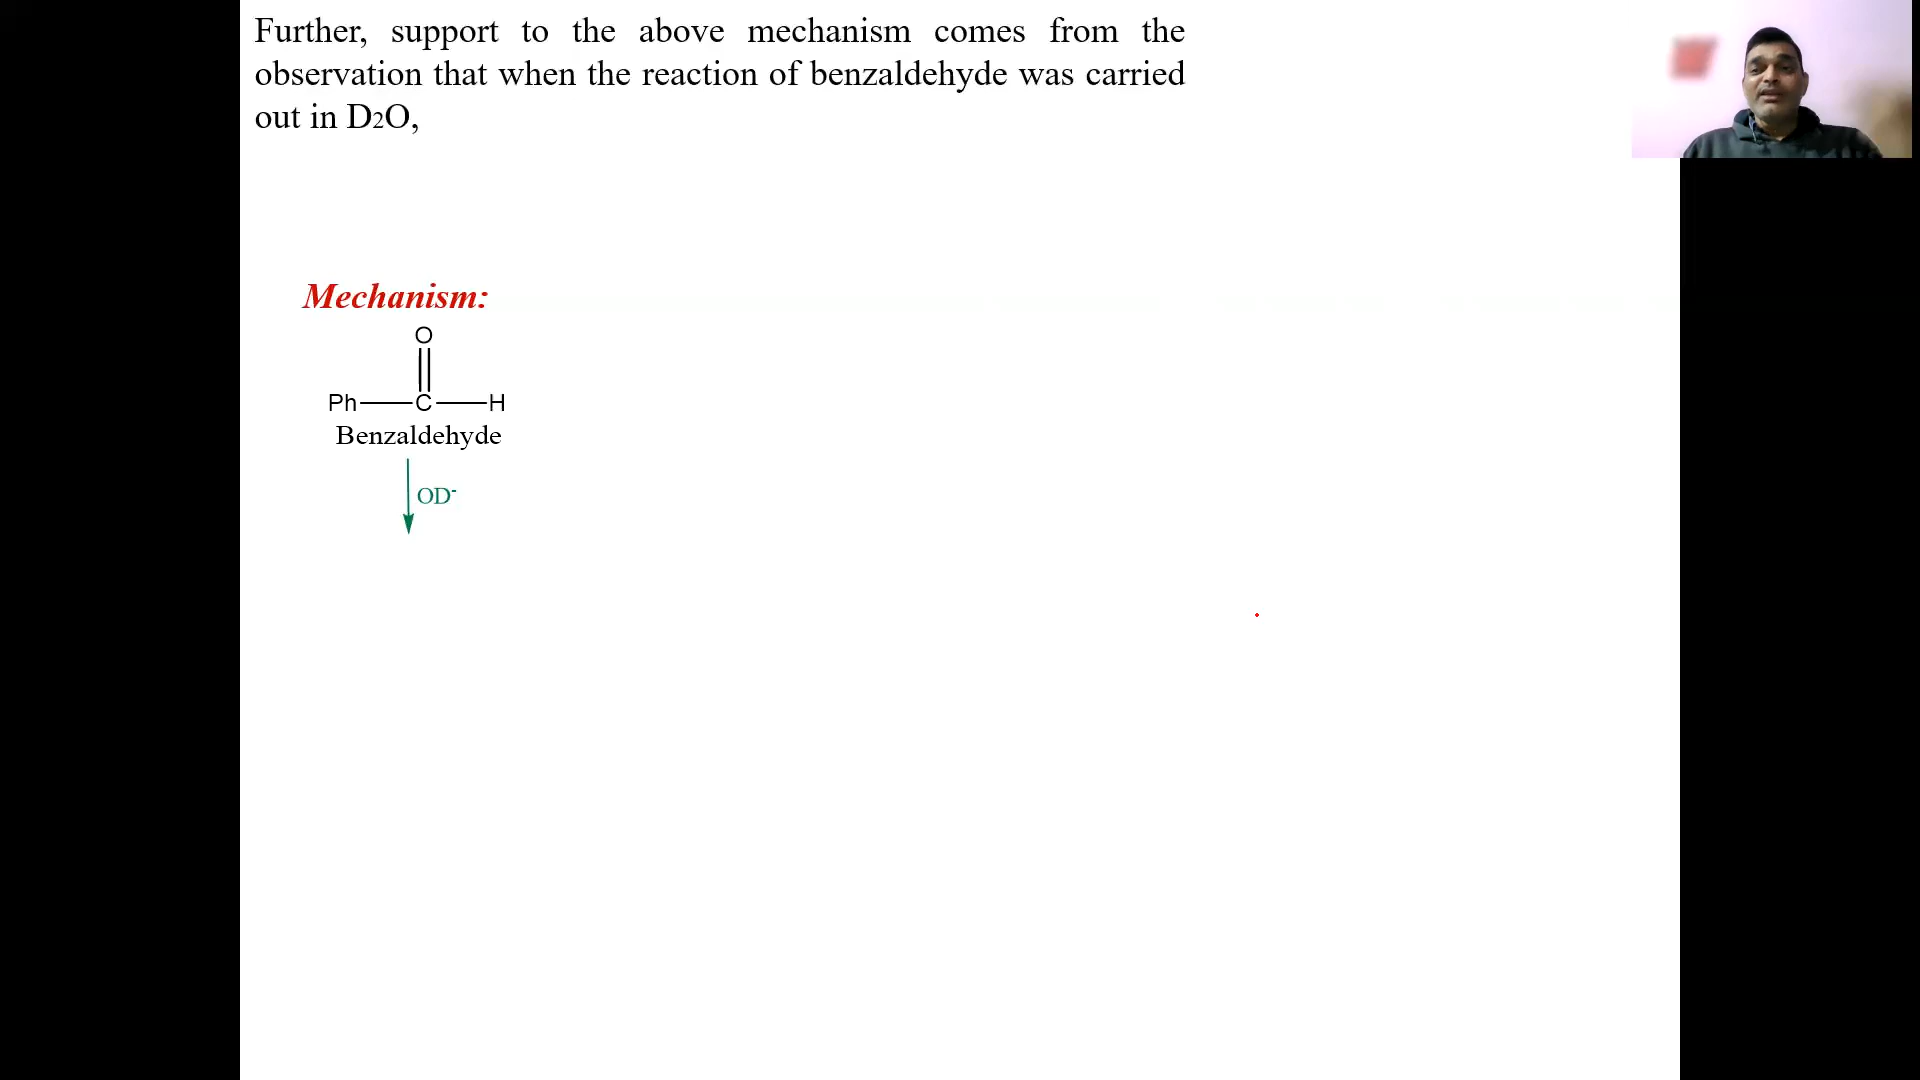 Further, support to the above mechanism comes from the
observation that when the reaction of benzaldehyde was carried
out in D2O,
Mechanism:
O
Ph C H
Benzaldehyde
OD-